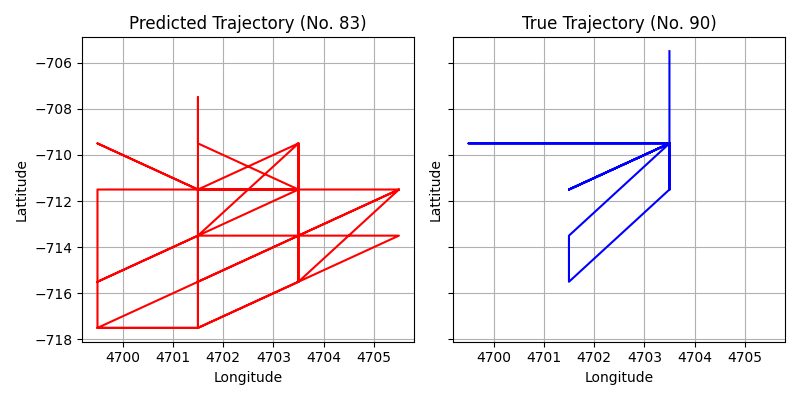 Predicted Trajectory (No. 83)
True Trajectory (No. 90)
−706
−708
−710
−712
−714
−716
−718
Lattitude
Lattitude
4700 4701 4702 4703 4704 4705
4700 4701 4702 4703 4704 4705
Longitude
Longitude